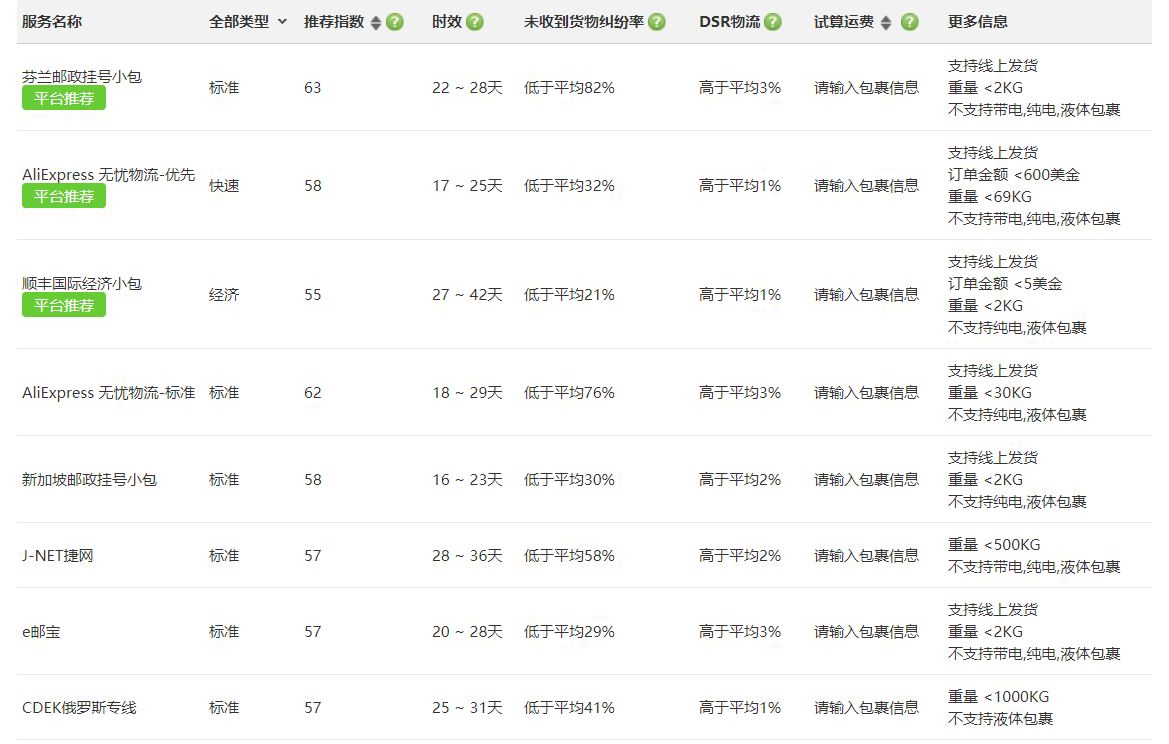 服务名称 全部类型 推荐指数 时效 未收到货物纠纷率 DSR物流 试算运费 更多信息
芬兰邮政挂号小包
平台推荐
标准 63 22 ~ 28天 低于平均82% 高于平均3% 请输入包裹信息
支持线上发货
重量 <2KG
不支持带电,纯电,液体包裹
AliExpress 无忧物流-优先
平台推荐
快速 58 17 ~ 25天 低于平均32% 高于平均1% 请输入包裹信息
支持线上发货
订单金额 <600美金
重量 <69KG
不支持带电,纯电,液体包裹
顺丰国际经济小包
平台推荐
经济 55 27 ~ 42天 低于平均21% 高于平均1% 请输入包裹信息
支持线上发货
订单金额 <5美金
重量 <2KG
不支持纯电,液体包裹
AliExpress 无忧物流-标准 标准 62 18 ~ 29天 低于平均76% 高于平均3% 请输入包裹信息
支持线上发货
重量 <30KG
不支持纯电,液体包裹
新加坡邮政挂号小包 标准 58 16 ~ 23天 低于平均30% 高于平均2% 请输入包裹信息
支持线上发货
重量 <2KG
不支持纯电,液体包裹
J-NET捷网 标准 57 28 ~ 36天 低于平均58% 高于平均2% 请输入包裹信息
重量 <500KG
不支持带电,纯电,液体包裹
e邮宝 标准 57 20 ~ 28天 低于平均29% 高于平均3% 请输入包裹信息
支持线上发货
重量 <2KG
不支持带电,纯电,液体包裹
CDEK俄罗斯专线 标准 57 25 ~ 31天 低于平均41% 高于平均1% 请输入包裹信息
重量 <1000KG
不支持液体包裹